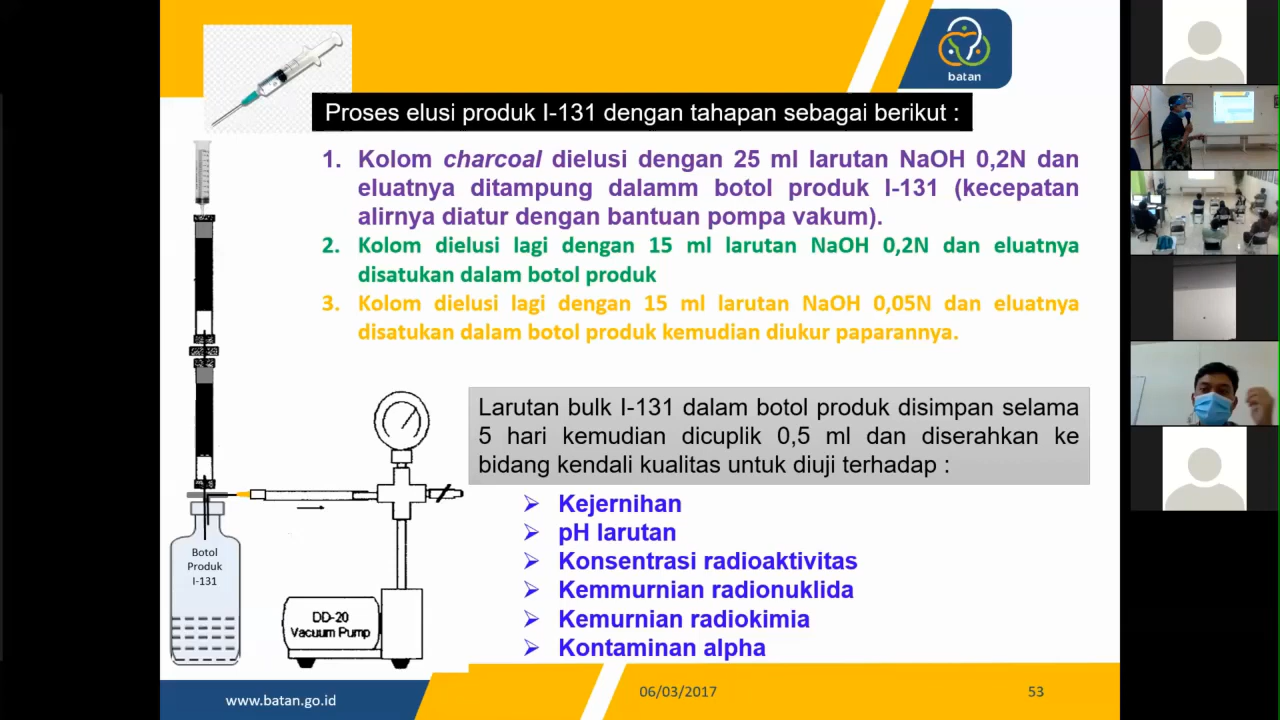 batan
Proses elusi produk I-131 dengan tahapan sebagai berikut :
1. Kolom charcoal dielusi dengan 25 ml larutan NaOH 0,2N dan
eluatnya ditampung dalamm botol produk I-131 (kecepatan
alirnya diatur dengan bantuan pompa vakum).
2. Kolom dielusi lagi dengan 15 ml larutan NaOH 0,2N dan eluatnya
disatukan dalam botol produk
3. Kolom dielusi lagi dengan 15 ml larutan NaOH 0,05N dan eluatnya
disatukan dalam botol produk kemudian diukur paparannya.
Larutan bulk I-131 dalam botol produk disimpan selama
5 hari kemudian dicuplik 0,5 ml dan diserahkan ke
bidang kendali kualitas untuk diuji terhadap :
Kejernihan
pH larutan
Konsentrasi radioaktivitas
Kemmurnian radionuklida
Kemurnian radiokimia
Kontaminan alpha
Botol
Produk
I-131
DD-20
Vacuum Pump
www.batan.go.id
06/03/2017
53